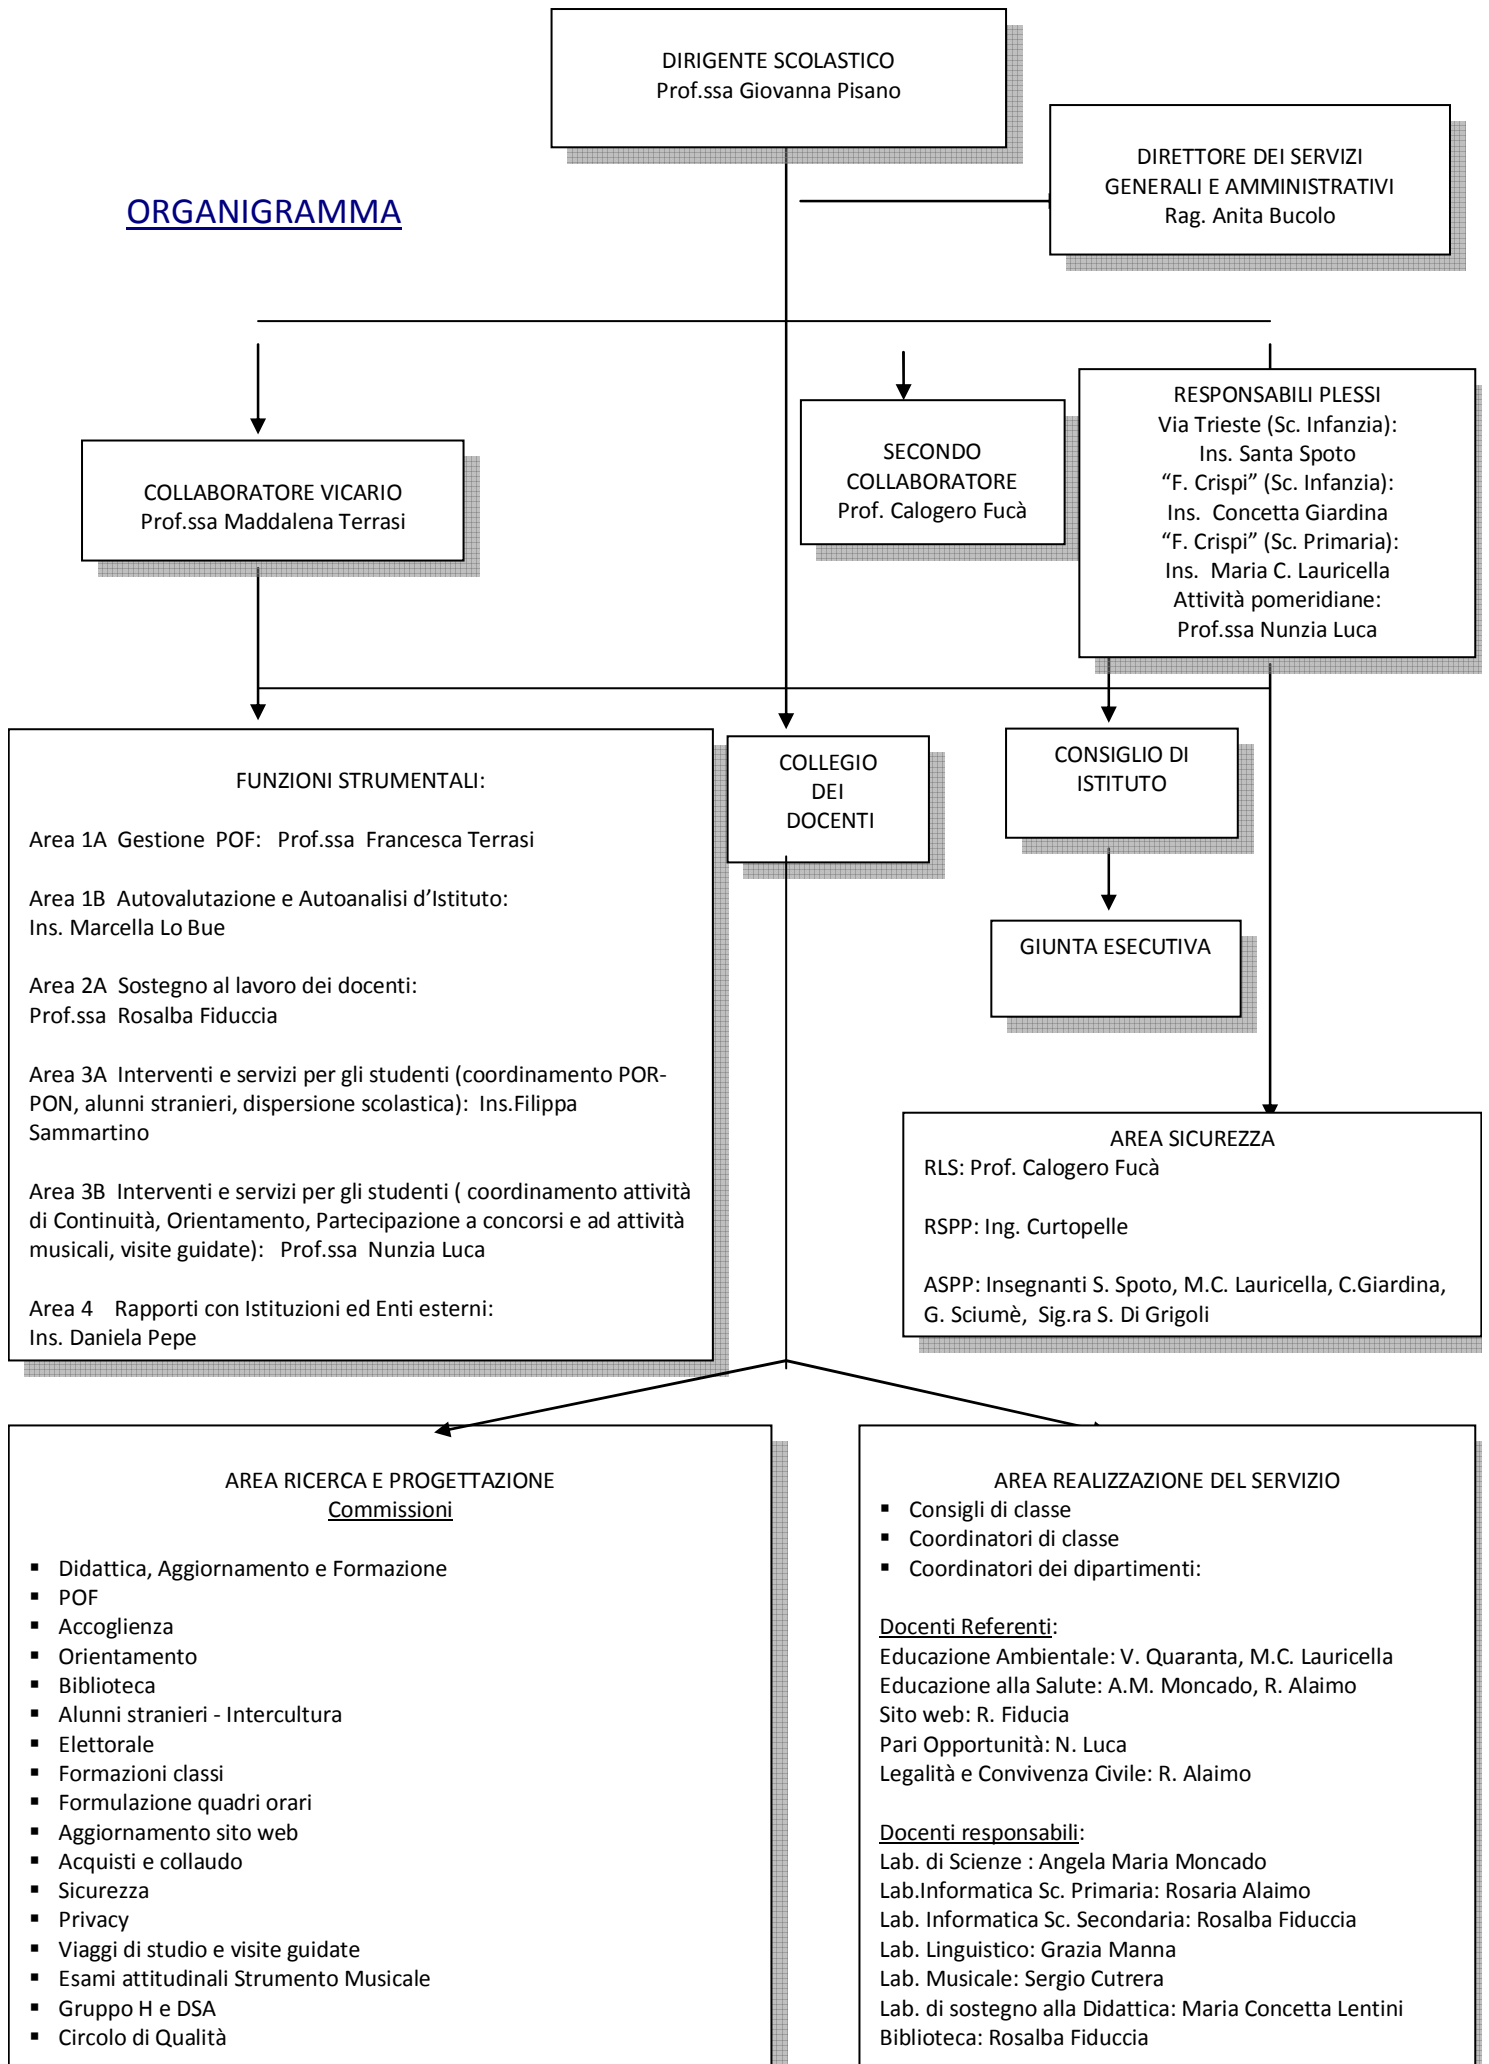 DIRIGENTE SCOLASTICO
Prof.ssa Giovanna Pisano
DIRETTORE DEI SERVIZI
GENERALI E AMMINISTRATIVI
Rag. Anita Bucolo
ORGANIGRAMMA
COLLABORATORE VICARIO
Prof.ssa Maddalena Terrasi
SECONDO
COLLABORATORE
Prof. Calogero Fucà
RESPONSABILI PLESSI
Via Trieste (Sc. Infanzia):
Ins. Santa Spoto
“F. Crispi” (Sc. Infanzia):
Ins. Concetta Giardina
“F. Crispi” (Sc. Primaria):
Ins. Maria C. Lauricella
Attività pomeridiane:
Prof.ssa Nunzia Luca
FUNZIONI STRUMENTALI:
Area 1A Gestione POF: Prof.ssa Francesca Terrasi
Area 1B Autovalutazione e Autoanalisi d’Istituto:
Ins. Marcella Lo Bue
Area 2A Sostegno al lavoro dei docenti:
Prof.ssa Rosalba Fiduccia
Area 3A Interventi e servizi per gli studenti (coordinamento POR-
PON, alunni stranieri, dispersione scolastica): Ins.Filippa
Sammartino
Area 3B Interventi e servizi per gli studenti ( coordinamento attività
di Continuità, Orientamento, Partecipazione a concorsi e ad attività
musicali, visite guidate): Prof.ssa Nunzia Luca
Area 4 Rapporti con Istituzioni ed Enti esterni:
Ins. Daniela Pepe
COLLEGIO
DEI
DOCENTI
CONSIGLIO DI
ISTITUTO
GIUNTA ESECUTIVA
AREA SICUREZZA
RLS: Prof. Calogero Fucà
RSPP: Ing. Curtopelle
ASPP: Insegnanti S. Spoto, M.C. Lauricella, C.Giardina,
G. Sciumè, Sig.ra S. Di Grigoli
AREA RICERCA E PROGETTAZIONE
Commissioni
▪ Didattica, Aggiornamento e Formazione
▪ POF
▪ Accoglienza
▪ Orientamento
▪ Biblioteca
▪ Alunni stranieri - Intercultura
▪ Elettorale
▪ Formazioni classi
▪ Formulazione quadri orari
▪ Aggiornamento sito web
▪ Acquisti e collaudo
▪ Sicurezza
▪ Privacy
▪ Viaggi di studio e visite guidate
▪ Esami attitudinali Strumento Musicale
▪ Gruppo H e DSA
▪ Circolo di Qualità
AREA REALIZZAZIONE DEL SERVIZIO
▪ Consigli di classe
▪ Coordinatori di classe
▪ Coordinatori dei dipartimenti:
Docenti Referenti:
Educazione Ambientale: V. Quaranta, M.C. Lauricella
Educazione alla Salute: A.M. Moncado, R. Alaimo
Sito web: R. Fiducia
Pari Opportunità: N. Luca
Legalità e Convivenza Civile: R. Alaimo
Docenti responsabili:
Lab. di Scienze : Angela Maria Moncado
Lab.Informatica Sc. Primaria: Rosaria Alaimo
Lab. Informatica Sc. Secondaria: Rosalba Fiduccia
Lab. Linguistico: Grazia Manna
Lab. Musicale: Sergio Cutrera
Lab. di sostegno alla Didattica: Maria Concetta Lentini
Biblioteca: Rosalba Fiduccia